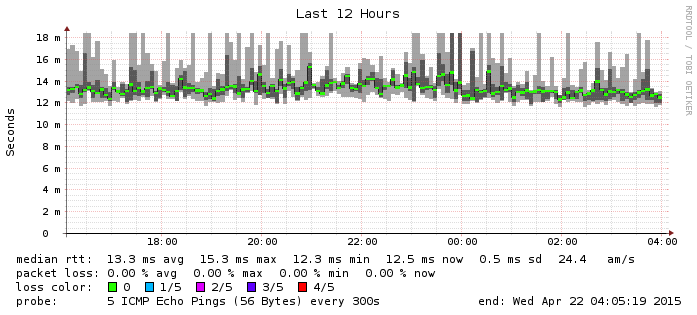 Last 12 Hours
RRDTOOL / TOBI OETIKER
Seconds
18 m
16 m
14 m
12 m
10 m
8 m
6 m
4 m
2 m
0
18:00 20:00 22:00 00:00 02:00 04:00
median rtt: 13.3 ms avg 15.3 ms max 12.3 ms min 12.5 ms now 0.5 ms sd 24.4 am/s
packet loss: 0.00 % avg 0.00 % max 0.00 % min 0.00 % now
loss color: 0 1/5 2/5 3/5 4/5
probe: 5 ICMP Echo Pings (56 Bytes) every 300s end: Wed Apr 22 04:05:19 2015